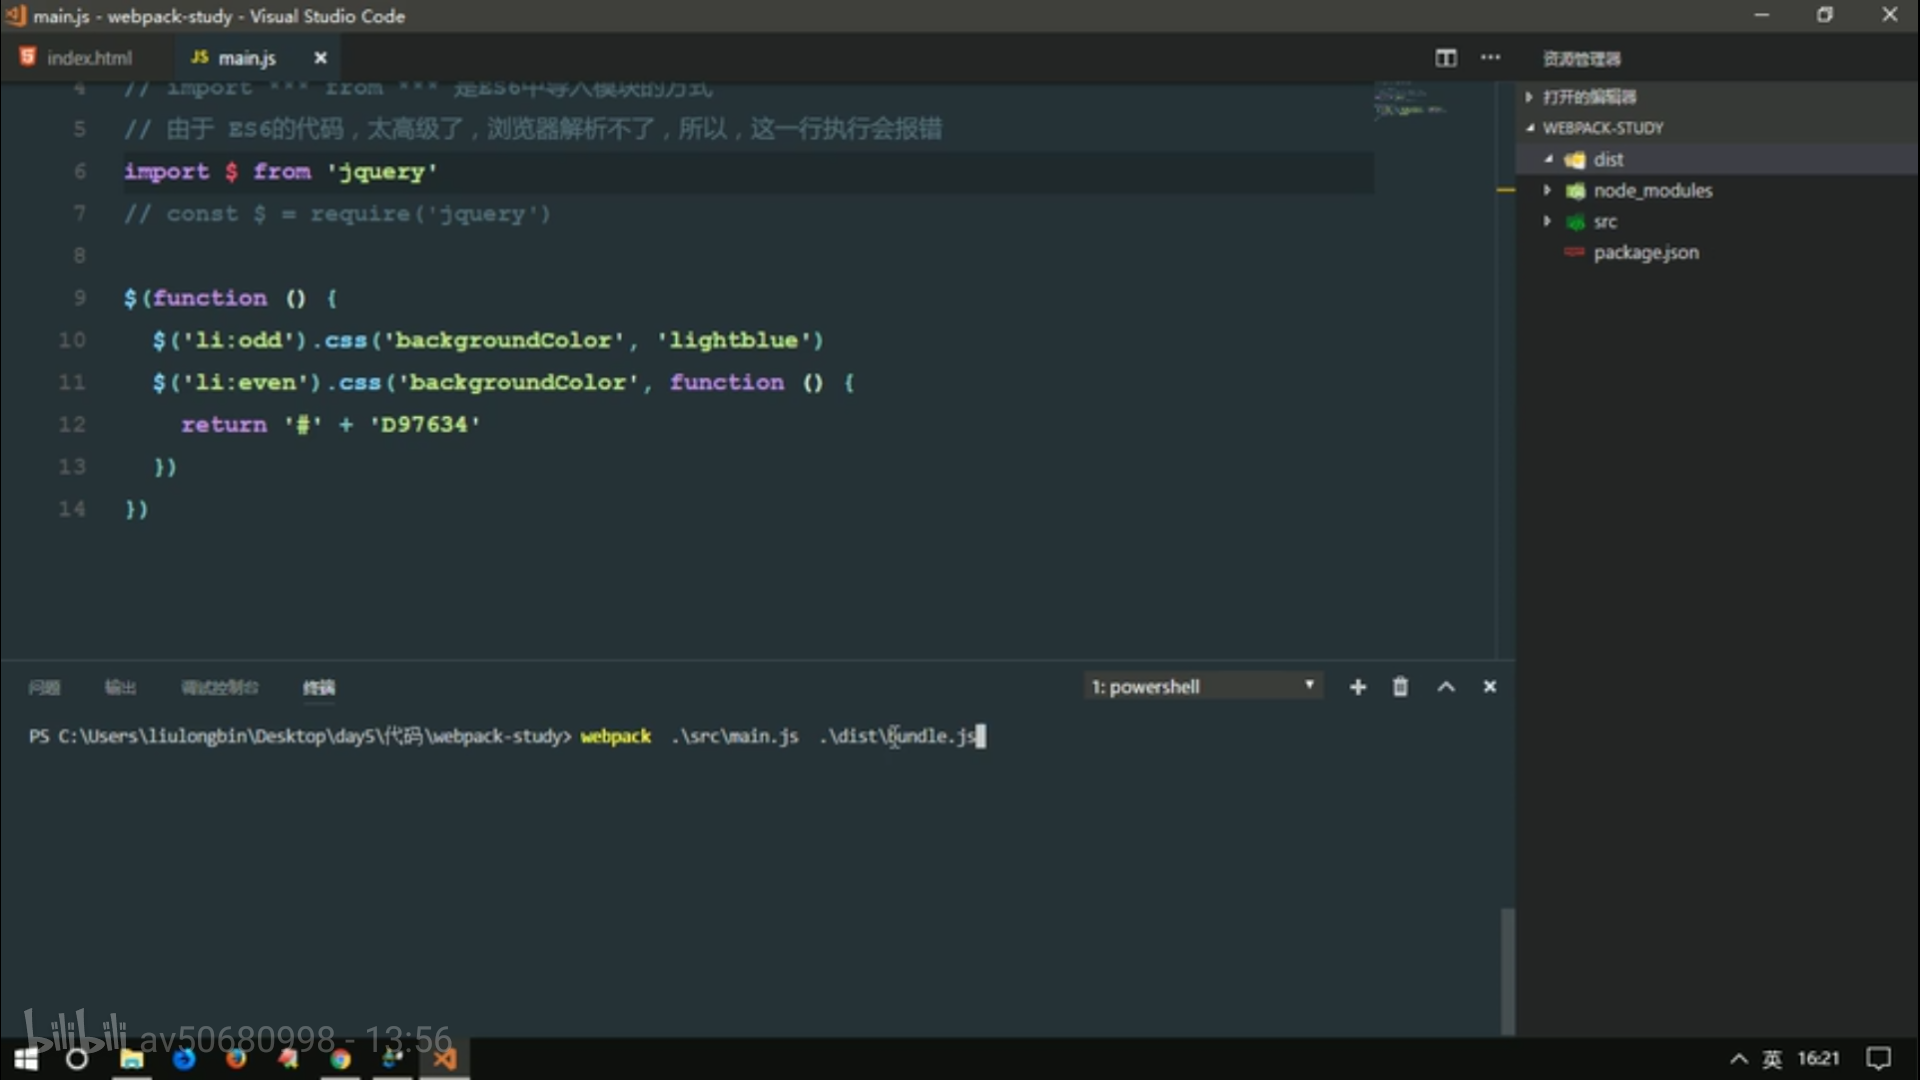 main.js - webpack-study - Visual Studio Code
index.html
JS main.js
资源管理器
打开的编辑器
WEBPACK-STUDY
dist
node_modules
src
package.json
4 // import *** from *** 是ES6中导入模块的方式
5 // 由于 ES6的代码，太高级了，浏览器解析不了，所以，这一行执行会报错
6 import $ from 'jquery'
7 // const $ = require('jquery')
8
9 $(function () {
10 $('li:odd').css('backgroundColor', 'lightblue')
11 $('li:even').css('backgroundColor', function () {
12 return '#' + 'D97634'
13 })
14 })
问题 输出 调试控制台 终端
1: powershell
PS C:\Users\liulongbin\Desktop\day5\代码\webpack-study> webpack .\src\main.js .\dist\bundle.js
bilibili av50680998 - 13:56
英 16:21